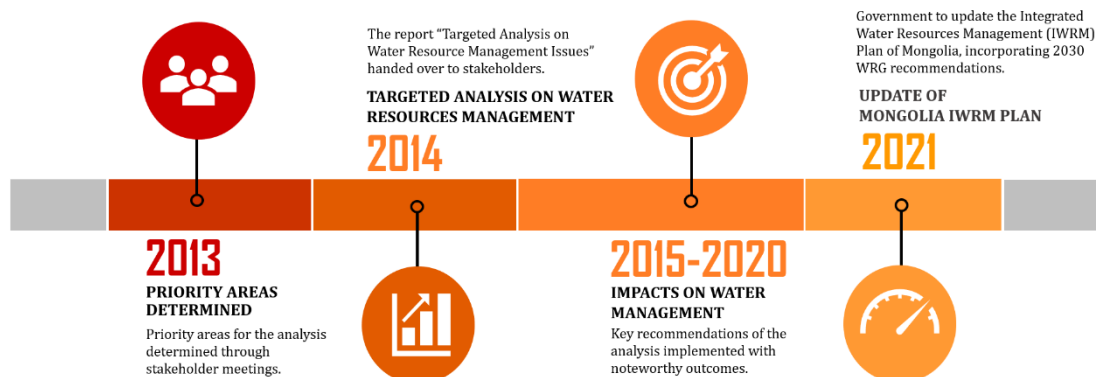 2013
PRIORITY AREAS
DETERMINED
Priority areas for the analysis
determined through
stakeholder meetings.
The report “Targeted Analysis on
Water Resource Management Issues”
handed over to stakeholders.
TARGETED ANALYSIS ON WATER
RESOURCES MANAGEMENT
2014
2015-2020
IMPACTS ON WATER
MANAGEMENT
Key recommendations of the
analysis implemented with
noteworthy outcomes.
Government to update the Integrated
Water Resources Management (IWRM)
Plan of Mongolia, incorporating 2030
WRG recommendations.
UPDATE OF
MONGOLIA IWRM PLAN
2021